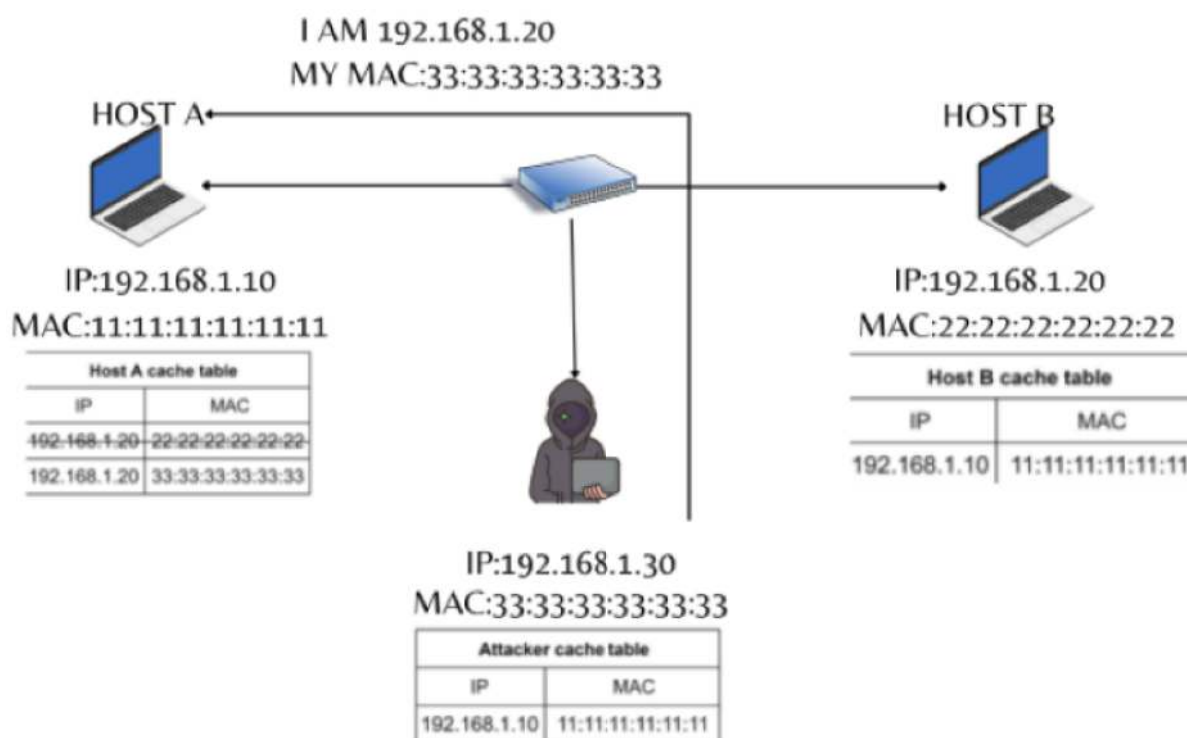 I AM 192.168.1.20
MY MAC:33:33:33:33:33:33
HOST A
HOST B
IP:192.168.1.10
MAC:11:11:11:11:11:11
IP:192.168.1.20
MAC:22:22:22:22:22:22
Host A cache table
IP MAC
192.168.1.20 22:22:22:22:22:22
192.168.1.20 33:33:33:33:33:33
Host B cache table
IP MAC
192.168.1.10 11:11:11:11:11:11
IP:192.168.1.30
MAC:33:33:33:33:33:33
Attacker cache table
IP MAC
192.168.1.10 11:11:11:11:11:11